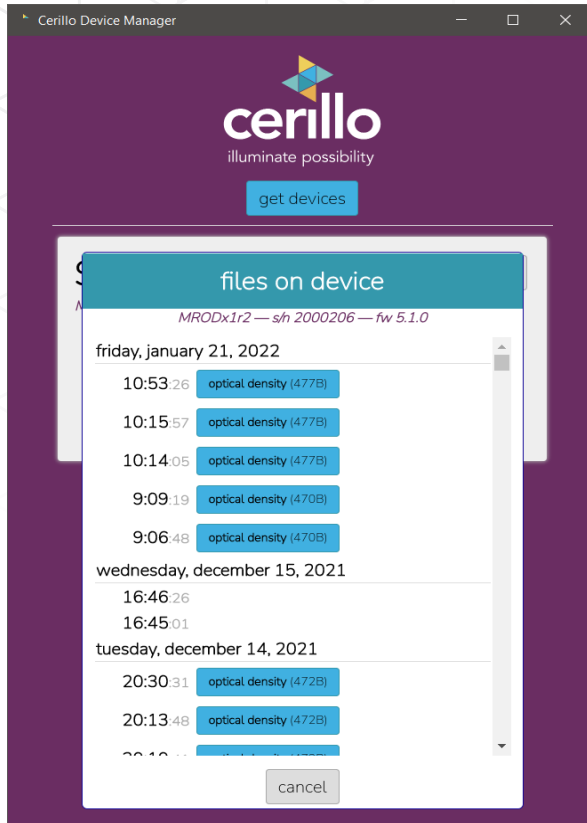 Cerillo Device Manager
cerillo
illuminate possibility
get devices
files on device
MRODx1r2 — s/n 2000206 — fw 5.1.0
friday, january 21, 2022
10:53:26 optical density (477B)
10:15:57 optical density (477B)
10:14:05 optical density (477B)
9:09:19 optical density (470B)
9:06:48 optical density (470B)
wednesday, december 15, 2021
16:46:26
16:45:01
tuesday, december 14, 2021
20:30:31 optical density (472B)
20:13:48 optical density (472B)
cancel